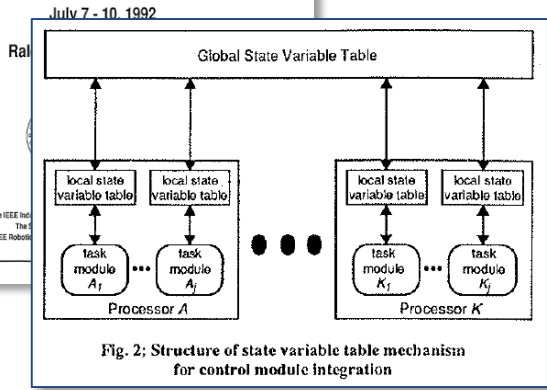 July 7 - 10, 1992
Global State Variable Table
local state
variable table
local state
variable table
local state
variable table
local state
variable table
task
module
A1
...
task
module
Aj
task
module
K1
...
task
module
Kj
Processor A
Processor K
Fig. 2; Structure of state variable table mechanism
for control module integration